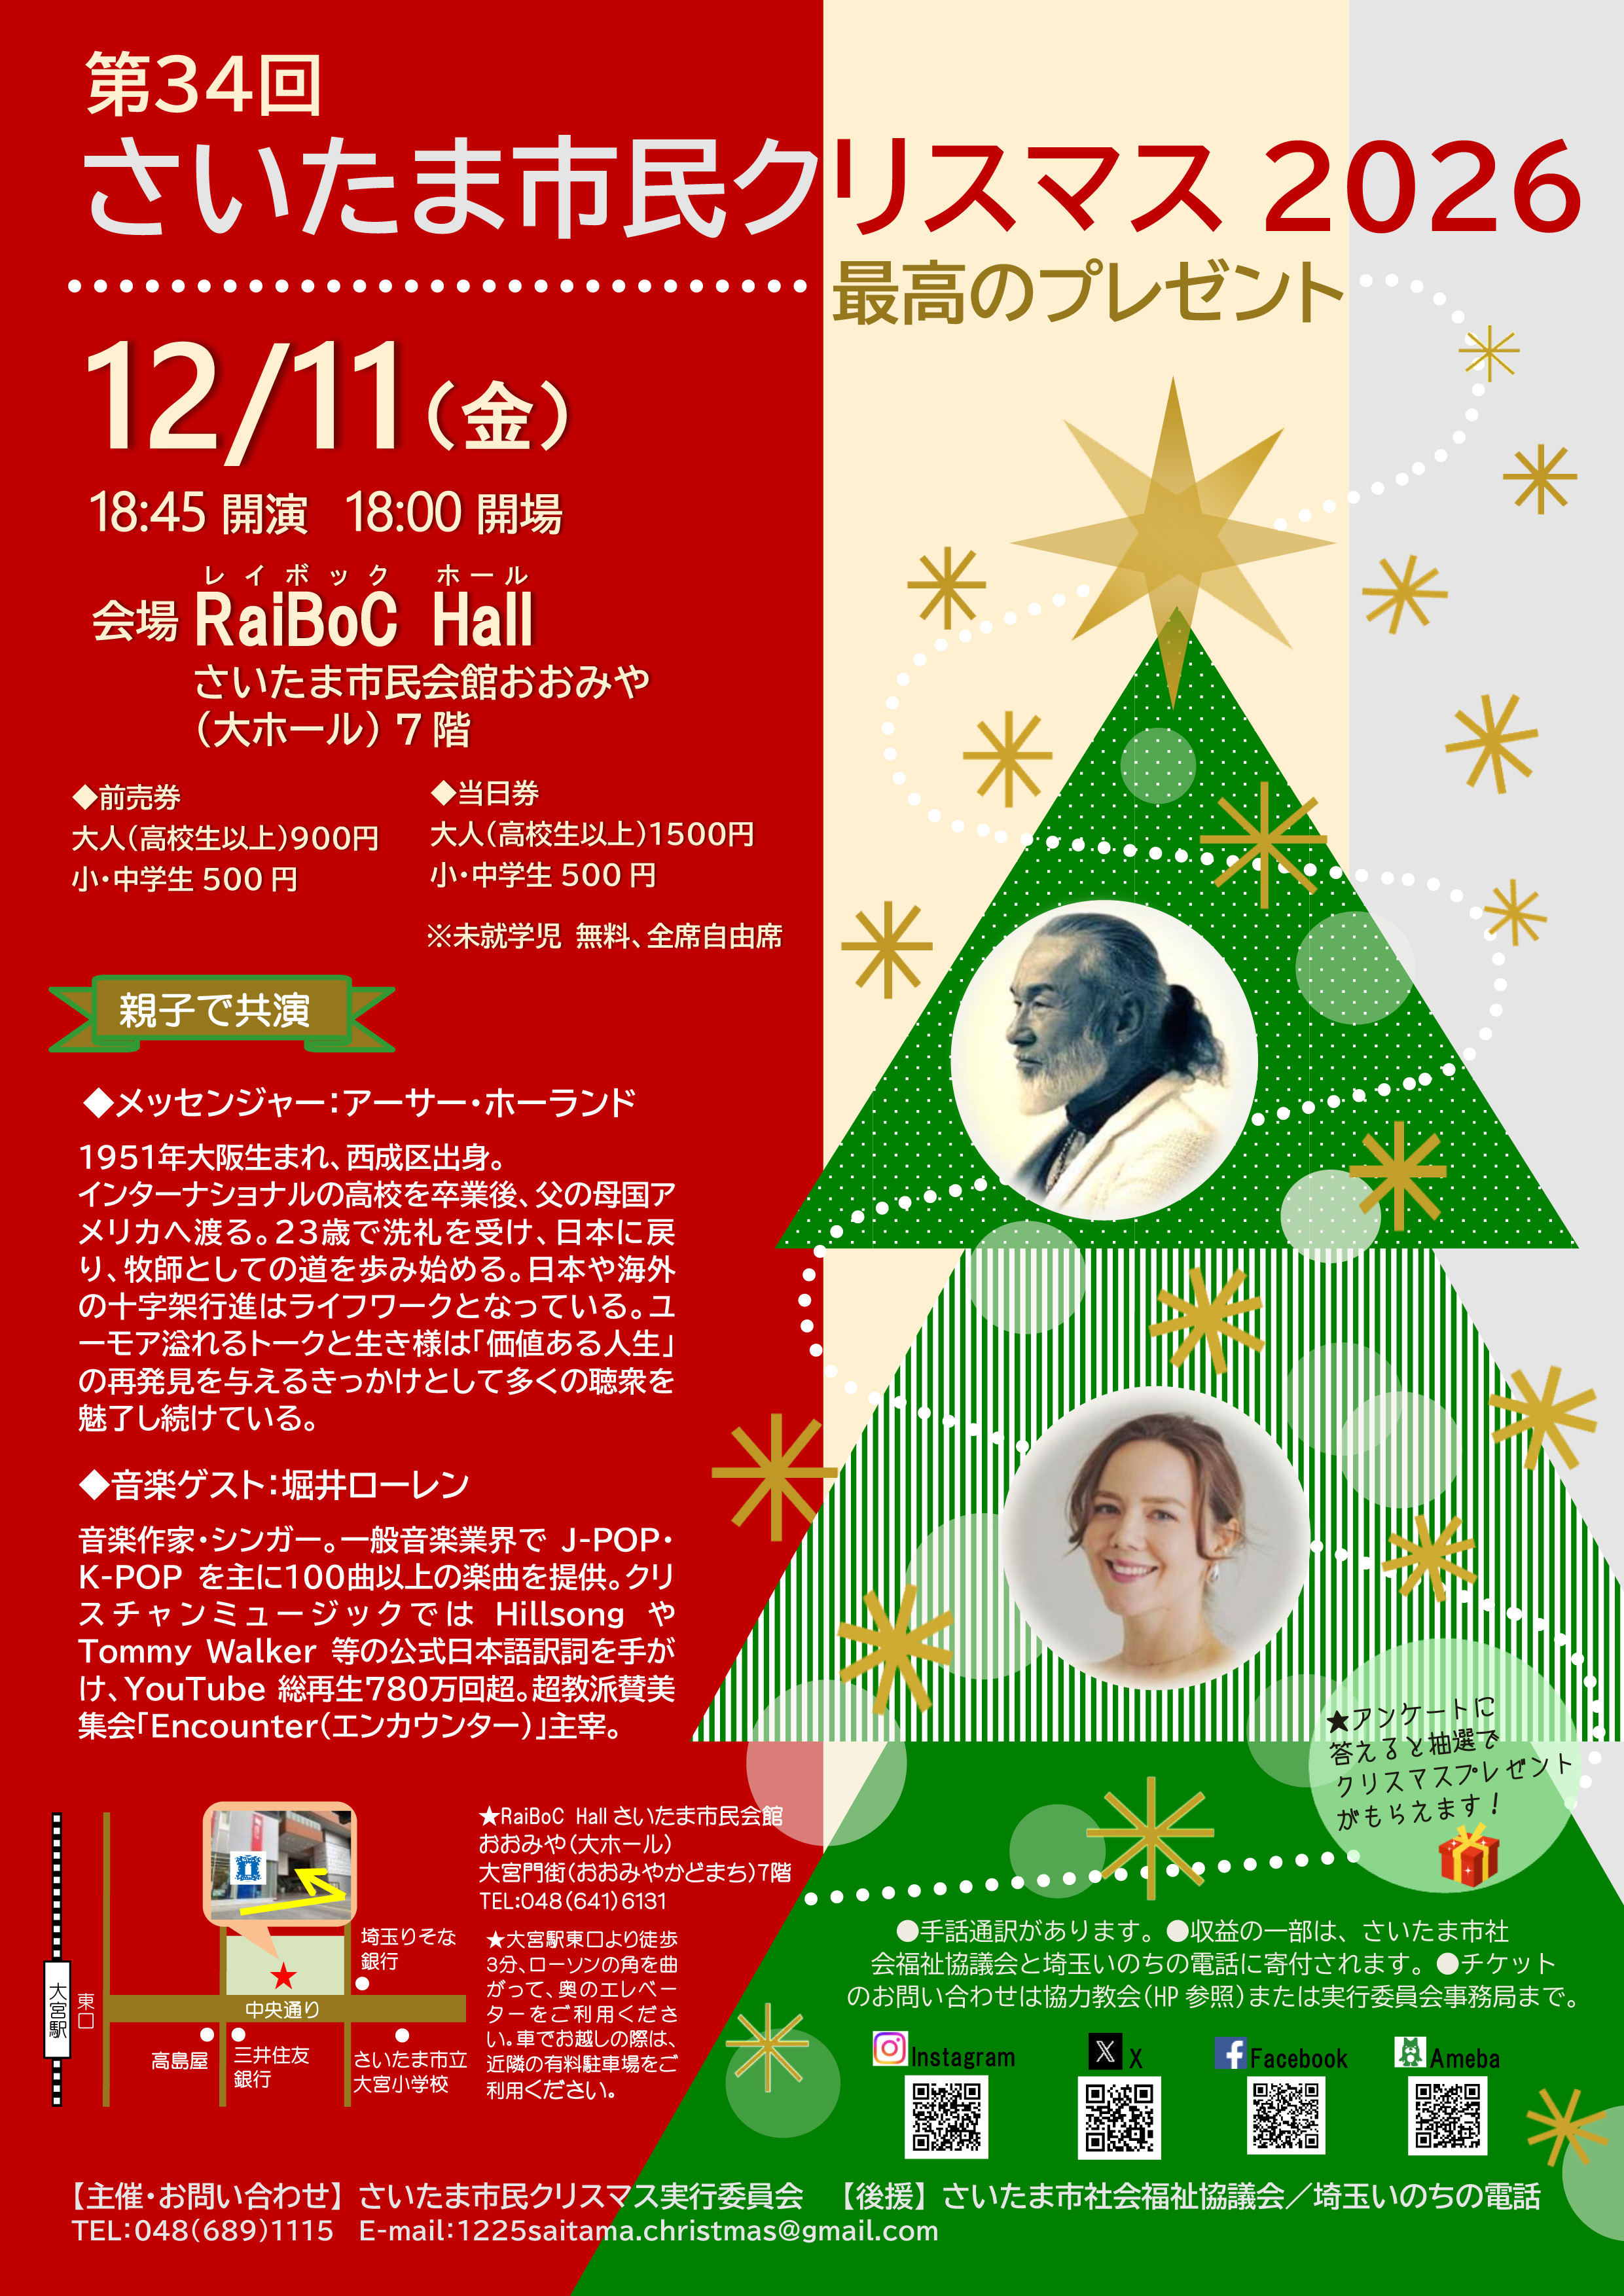 第34回
さいたま市民クリスマス 2026
最高のプレゼント
12/11（金）
18:45 開演 18:00 開場
レイボック ホール
会場 RaiBoC Hall
さいたま市民会館おおみや
（大ホール）７階
◆前売券
大人（高校生以上）900円
小・中学生 500 円
◆当日券
大人（高校生以上）1500円
小・中学生 500 円
※未就学児 無料、全席自由席
親子で共演
◆メッセンジャー：アーサー・ホーランド
1951年大阪生まれ、西成区出身。
インターナショナルの高校を卒業後、父の母国ア
メリカへ渡る。23歳で洗礼を受け、日本に戻
り、牧師としての道を歩み始める。日本や海外
の十字架行進はライフワークとなっている。ユ
ーモア溢れるトークと生き様は「価値ある人生」
の再発見を与えるきっかけとして多くの聴衆を
魅了し続けている。
◆音楽ゲスト：堀井ローレン
音楽作家・シンガー。一般音楽業界で J-POP・
K-POP を主に100曲以上の楽曲を提供。クリ
スチャンミュージックでは Hillsong や
Tommy Walker 等の公式日本語訳詞を手が
け、YouTube 総再生780万回超。超教派賛美
集会「Encounter（エンカウンター）」主宰。
★アンケートに
答えると抽選で
クリスマスプレゼント
がもらえます！
大宮駅
東口
埼玉りそな
銀行
中央通り
高島屋
三井住友
銀行
さいたま市立
大宮小学校
★RaiBoC Hall さいたま市民会館
おおみや（大ホール）
大宮門街（おおみやかどまち）7階
TEL:048（641）6131
★大宮駅東口より徒歩
3分、ローソンの角を曲
がって、奥のエレベー
ターをご利用くださ
い。車でお越しの際は、
近隣の有料駐車場をご
利用ください。
●手話通訳があります。●収益の一部は、さいたま市社
会福祉協議会と埼玉いのちの電話に寄付されます。●チケット
のお問い合わせは協力教会（HP 参照）または実行委員会事務局まで。
Instagram
X
Facebook
Ameba
【主催・お問い合わせ】さいたま市民クリスマス実行委員会 【後援】さいたま市社会福祉協議会／埼玉いのちの電話
TEL：048（689）1115 E-mail：1225saitama.christmas@gmail.com